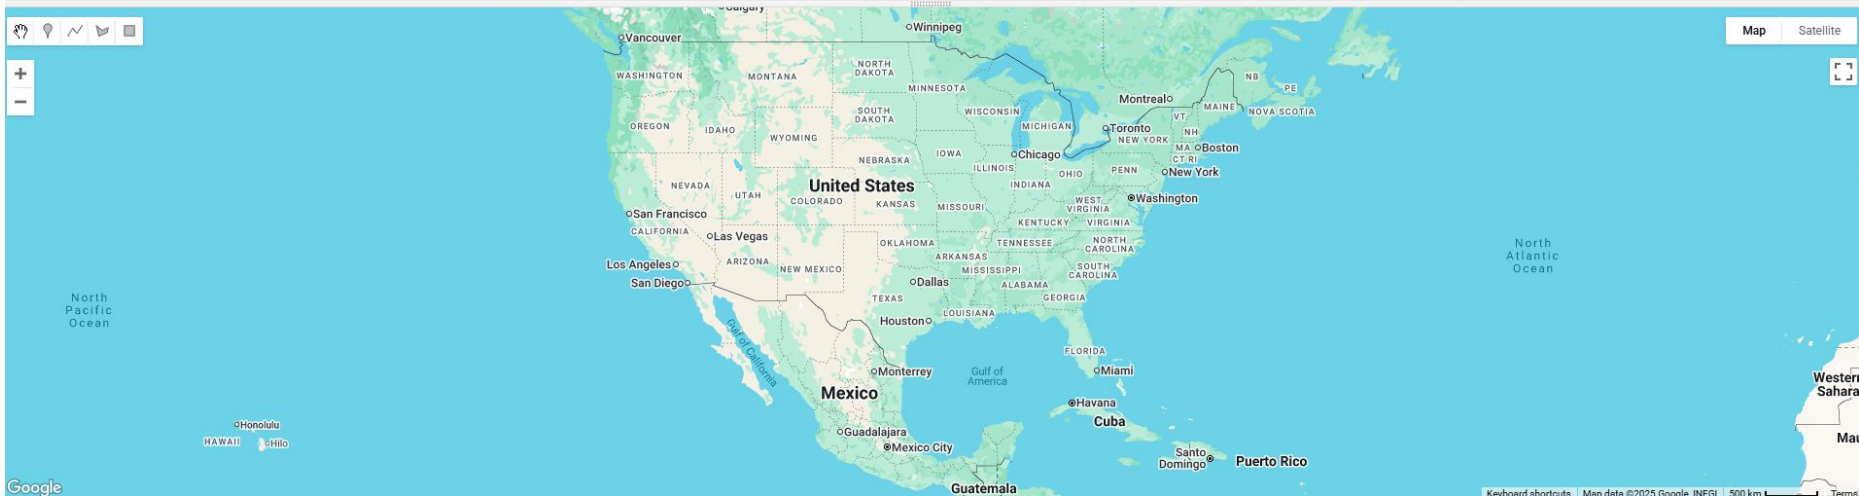 Calgary
Winnipeg
Vancouver
Map
Satellite
WASHINGTON
MONTANA
NORTH
DAKOTA
MINNESOTA
NB
PE
Montreal
MAINE
NOVA SCOTIA
OREGON
IDAHO
WYOMING
SOUTH
DAKOTA
WISCONSIN
MICHIGAN
Toronto
VT
NH
NEW YORK
MA
Boston
CT RI
NEBRASKA
IOWA
Chicago
ILLINOIS
INDIANA
OHIO
PENN
New York
NEVADA
UTAH
United States
COLORADO
KANSAS
MISSOURI
WEST
VIRGINIA
Washington
KENTUCKY
VIRGINIA
San Francisco
CALIFORNIA
Las Vegas
OKLAHOMA
TENNESSEE
NORTH
CAROLINA
Los Angeles
ARIZONA
NEW MEXICO
ARKANSAS
MISSISSIPPI
SOUTH
CAROLINA
San Diego
Dallas
ALABAMA
TEXAS
GEORGIA
Houston
LOUISIANA
North
Pacific
Ocean
North
Atlantic
Ocean
Gulf of California
FLORIDA
Monterrey
Gulf of
America
Miami
Mexico
Havana
Cuba
Western
Sahara
Honolulu
HAWAII
Hilo
Guadalajara
Mexico City
Santo
Domingo
Puerto Rico
Mau
Guatemala
Google
Keyboard shortcuts
Map data ©2025 Google, INEGI
500 km
Terms